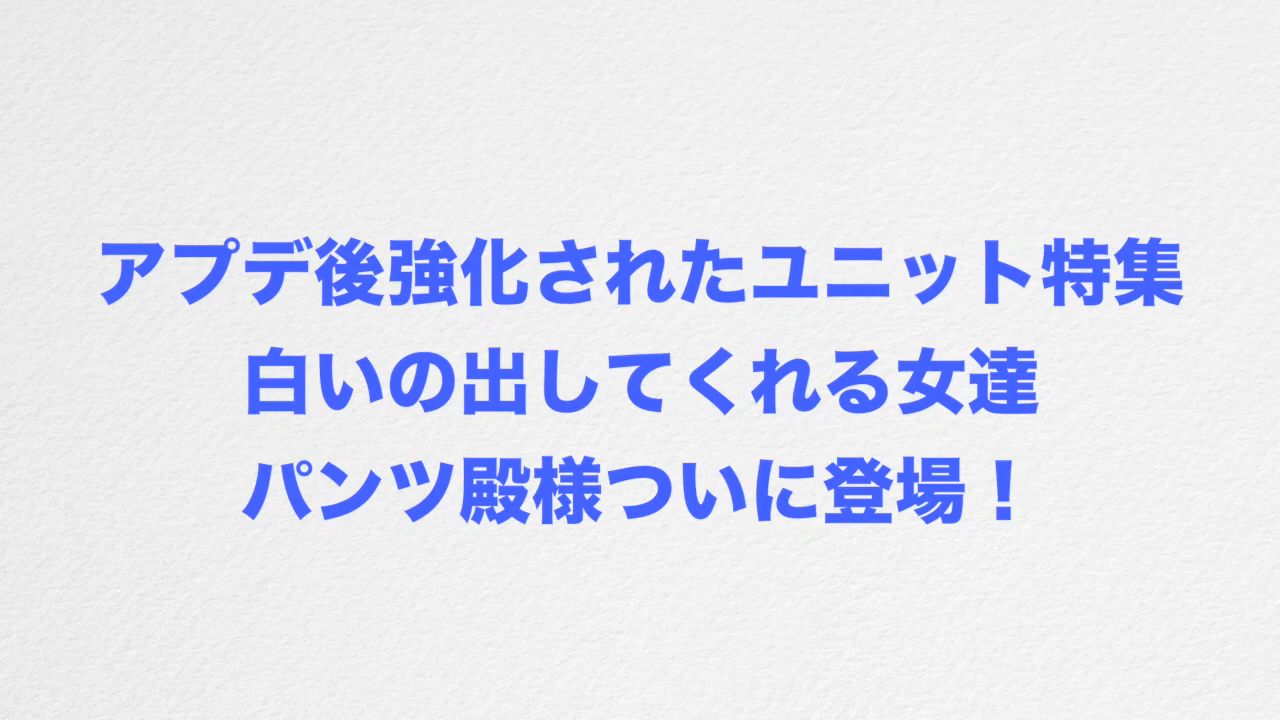 アプデ後強化されたユニット特集
白いの出してくれる女達
パンツ殿様ついに登場！